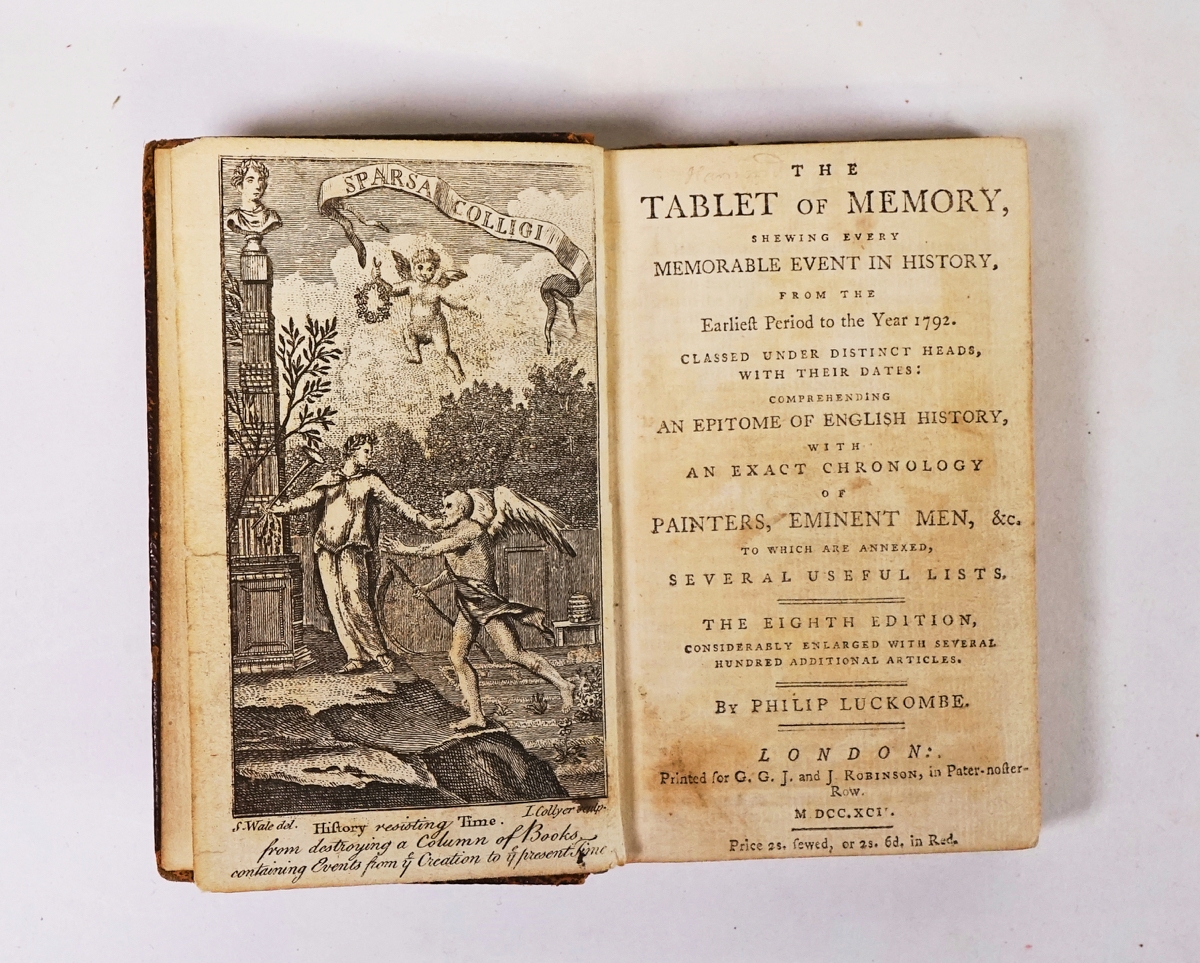 SPARSA COLLIGIT
S. Wale del.
I. Collyer sculp.
Hiſtory resisting Time.
from destroying a Column of Books
containing Events from yͤ Creation to yͤ present Time
THE
TABLET OF MEMORY,
SHEWING EVERY
MEMORABLE EVENT IN HISTORY,
FROM THE
Earlieſt Period to the Year 1792.
CLASSED UNDER DISTINCT HEADS,
WITH THEIR DATES:
COMPREHENDING
AN EPITOME OF ENGLISH HISTORY,
WITH
AN EXACT CHRONOLOGY
OF
PAINTERS, EMINENT MEN, &c.
TO WHICH ARE ANNEXED,
SEVERAL USEFUL LISTS.
THE EIGHTH EDITION,
CONSIDERABLY ENLARGED WITH SEVERAL
HUNDRED ADDITIONAL ARTICLES.
By PHILIP LUCKOMBE.
LONDON:
Printed for G. G. J. and J. ROBINSON, in Pater-noſter-
Row.
M.DCC.XCII.
Price 2s. ſewed, or 2s. 6d. in Red.